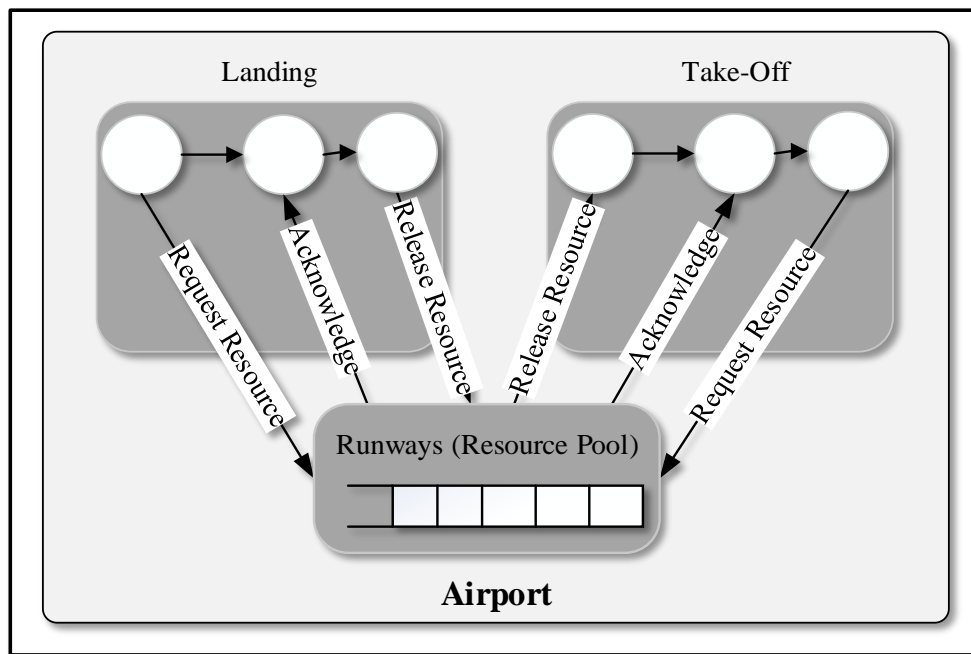 Landing
Take-Off
Request Resource
Acknowledge
Release Resource
Release Resource
Acknowledge
Request Resource
Runways (Resource Pool)
Airport